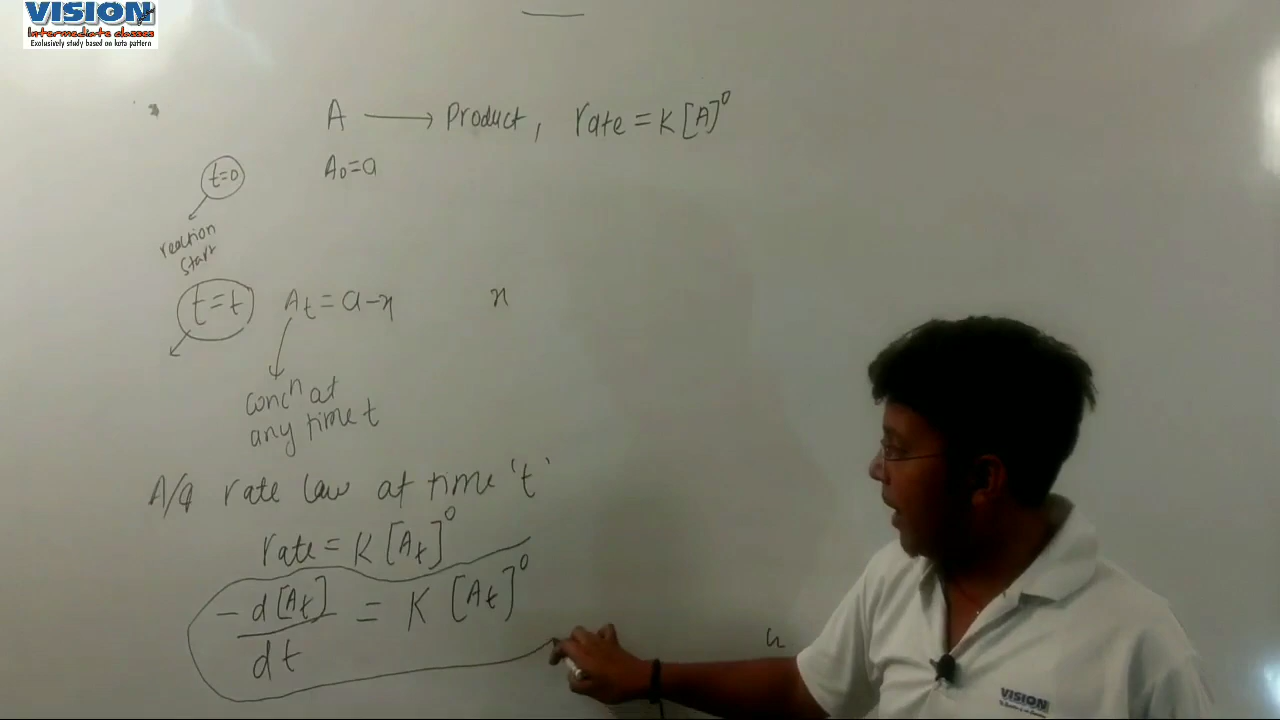 VISION
Intermediate classes
Exclusively study based on kota pattern
A → Product, rate = K[A]⁰
t=0 A₀=a
reaction
start
t=t Aₜ = a-x x
concⁿ at
any time t
A/q rate law at time 't'
rate = K[Aₜ]⁰
-d[Aₜ]/dt = K[Aₜ]⁰
VISION